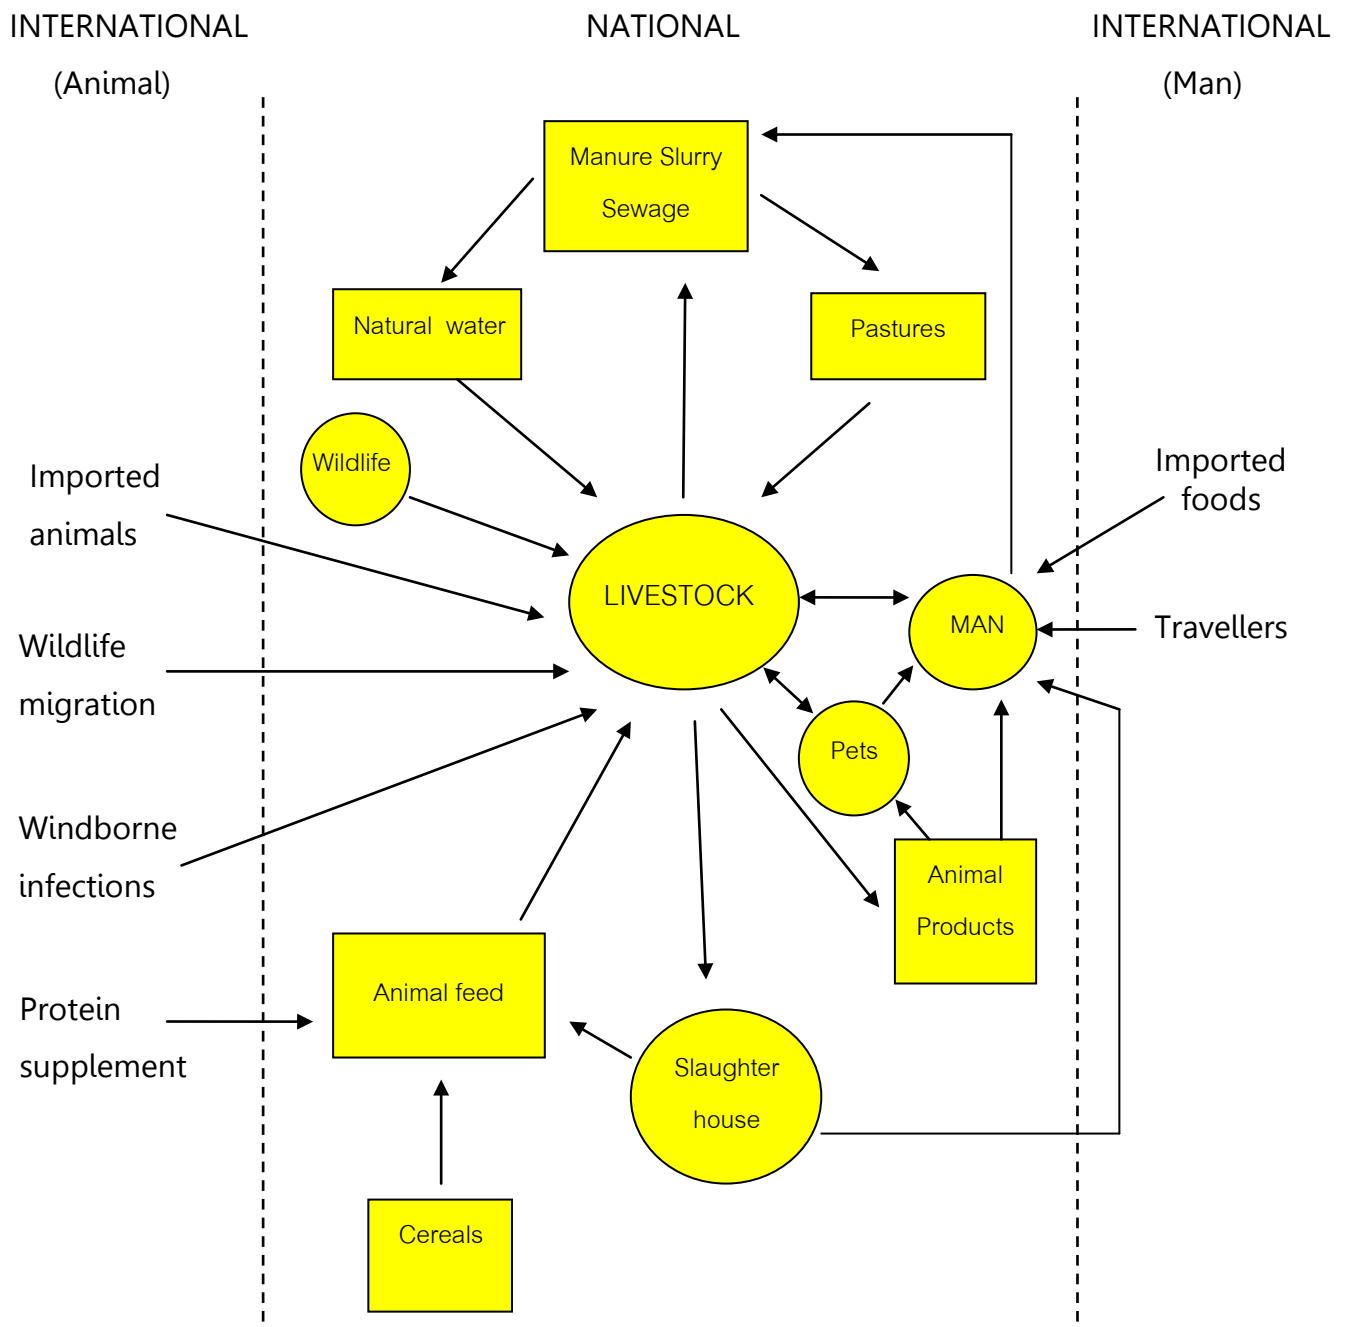 INTERNATIONAL
NATIONAL
INTERNATIONAL
(Animal)
(Man)
Manure Slurry
Sewage
Natural water
Pastures
Wildlife
Imported
animals
Imported
foods
LIVESTOCK
MAN
Travellers
Wildlife
migration
Pets
Windborne
infections
Animal
Products
Animal feed
Protein
supplement
Slaughter
house
Cereals